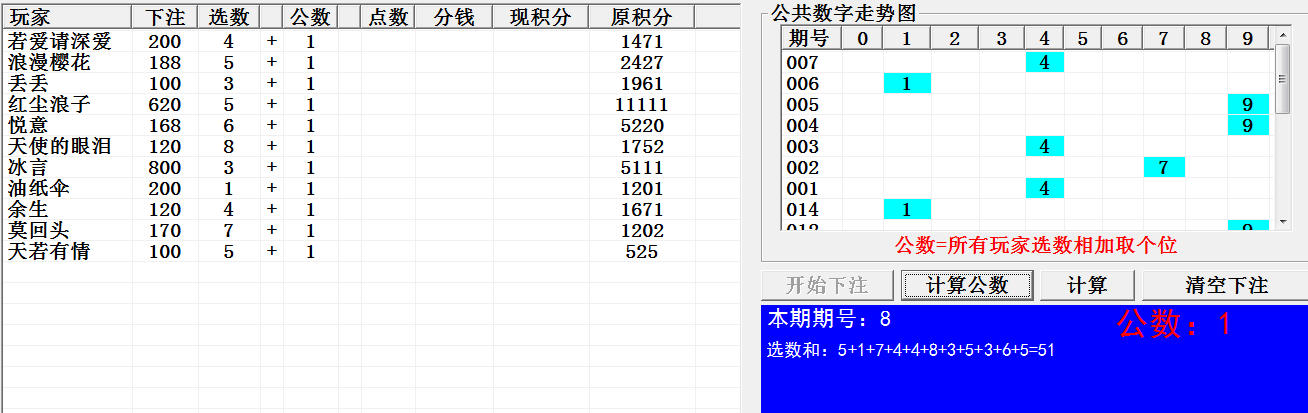 玩家 下注 选数 公数 点数 分钱 现积分 原积分
若爱请深爱 200 4 + 1 1471
浪漫樱花 188 5 + 1 2427
丢丢 100 3 + 1 1961
红尘浪子 620 5 + 1 11111
悦意 168 6 + 1 5220
天使的眼泪 120 8 + 1 1752
冰言 800 3 + 1 5111
油纸伞 200 1 + 1 1201
余生 120 4 + 1 1671
莫回头 170 7 + 1 1202
天若有情 100 5 + 1 525
公共数字走势图
期号 0 1 2 3 4 5 6 7 8 9
007 4
006 1
005 9
004 9
003 4
002 7
001 4
014 1
9
公数=所有玩家选数相加取个位
开始下注 计算公数 计算 清空下注
本期期号：8 公数：1
选数和：5+1+7+4+4+8+3+5+3+6+5=51